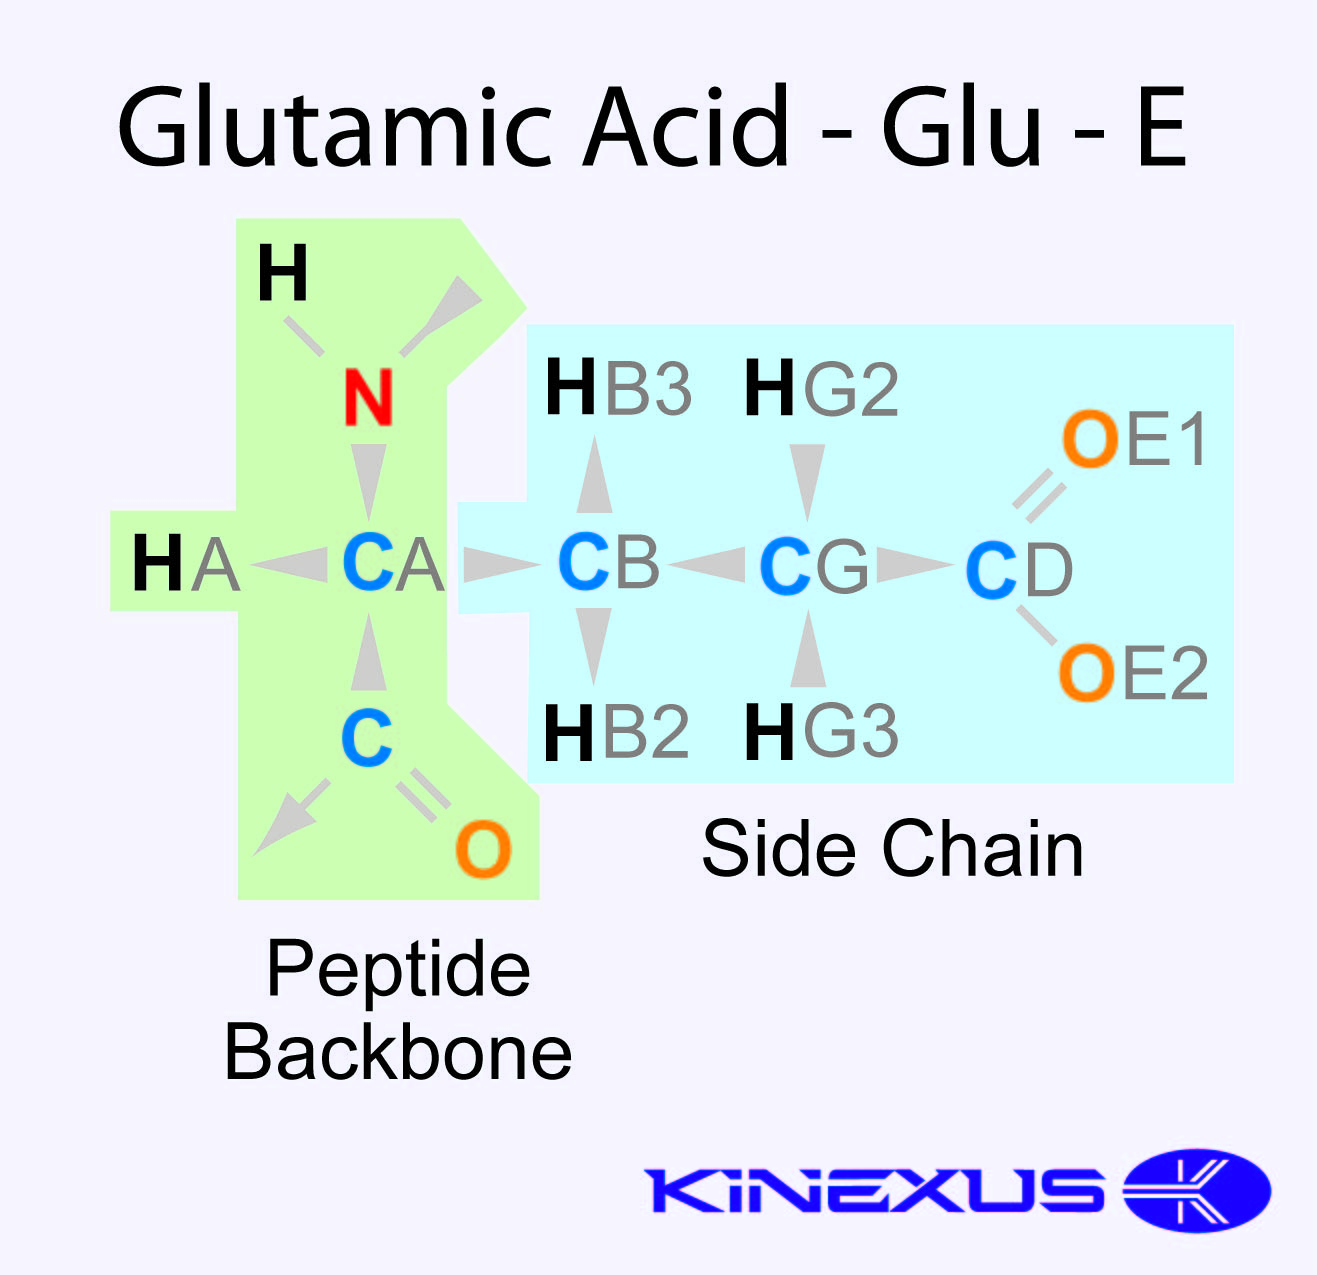 Glutamic Acid - Glu - E
H
N
HB3 HG2
OE1
HA CA CB CG CD
OE2
C HB2 HG3
O
Side Chain
Peptide
Backbone
KiNEXUS